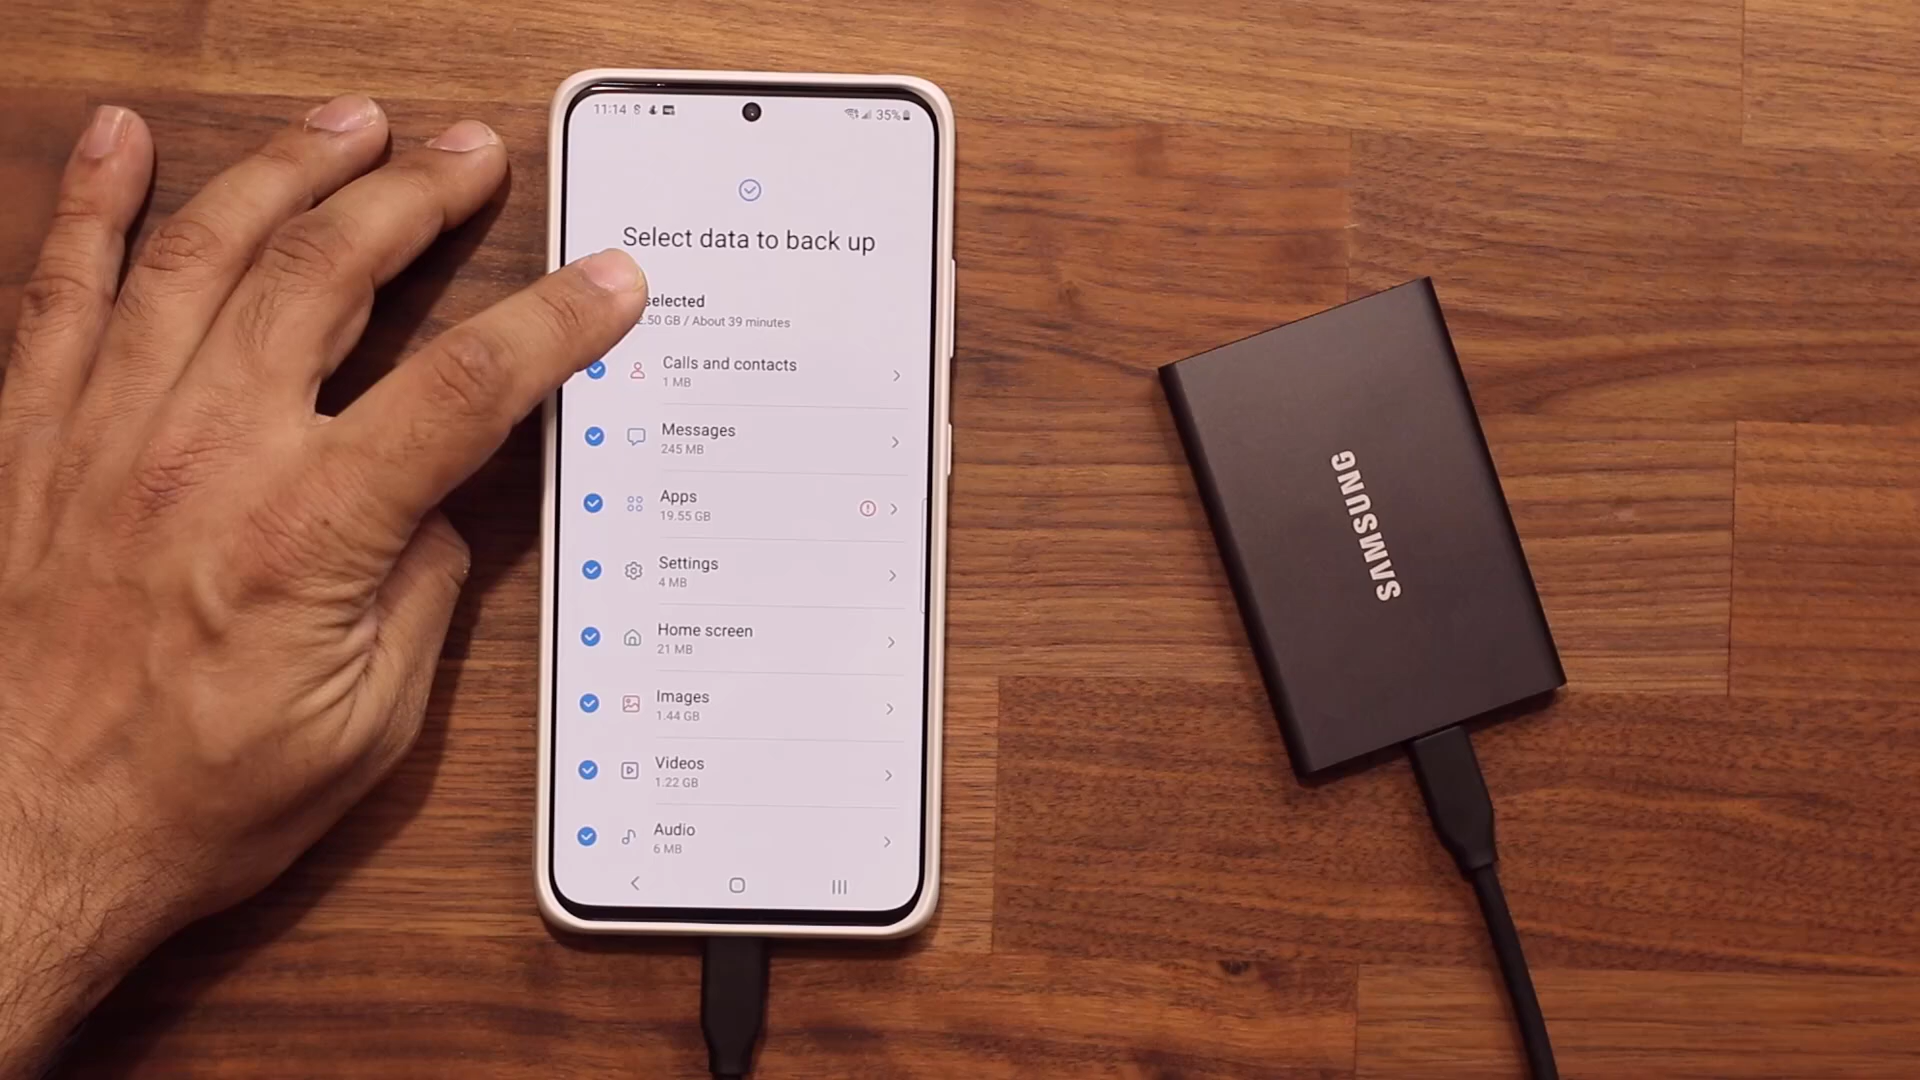 11:14
35%
Select data to back up
selected
2.50 GB / About 39 minutes
Calls and contacts
1 MB
Messages
245 MB
Apps
19.55 GB
Settings
4 MB
Home screen
21 MB
Images
1.44 GB
Videos
1.22 GB
Audio
6 MB
SAMSUNG